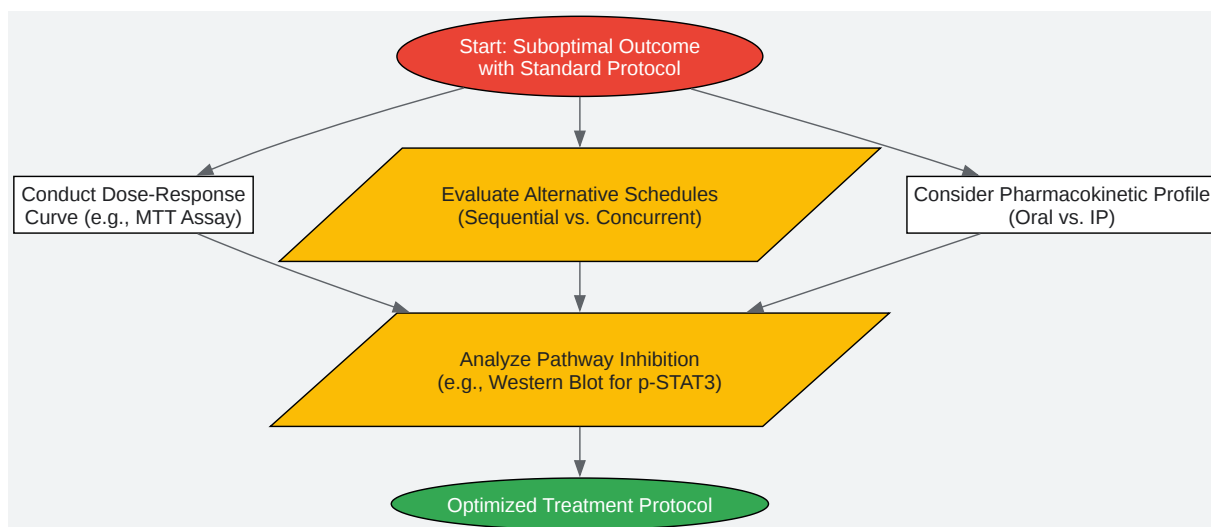 Start: Suboptimal Outcome
with Standard Protocol
Conduct Dose-Response
Curve (e.g., MTT Assay)
Evaluate Alternative Schedules
(Sequential vs. Concurrent)
Consider Pharmacokinetic Profile
(Oral vs. IP)
Analyze Pathway Inhibition
(e.g., Western Blot for p-STAT3)
Optimized Treatment Protocol